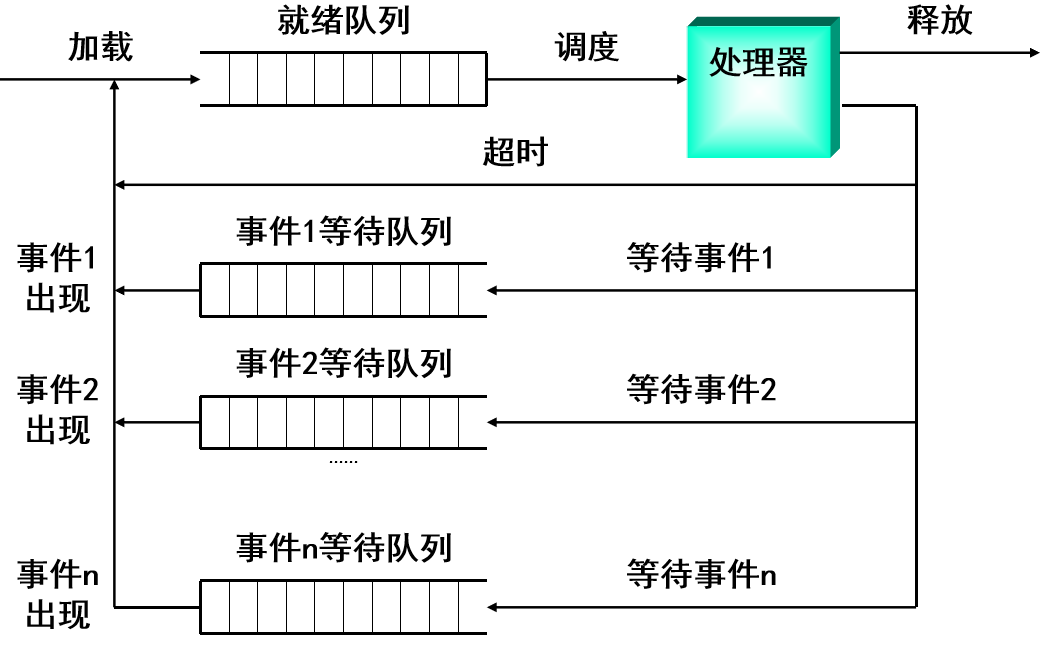 就绪队列
加载
调度
处理器
释放
超时
事件1等待队列
事件1
出现
等待事件1
事件2等待队列
事件2
出现
等待事件2
......
事件n等待队列
事件n
出现
等待事件n